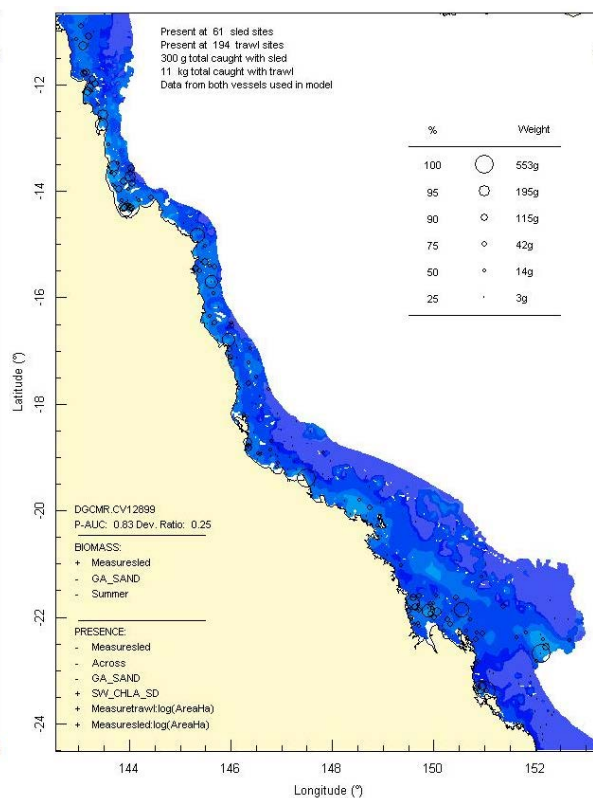 Present at 61 sled sites
Present at 194 trawl sites
300 g total caught with sled
11 kg total caught with trawl
Data from both vessels used in model
% Weight
100 553g
95 195g
90 115g
75 42g
50 14g
25 3g
-12
-14
-16
-18
-20
-22
-24
Latitude (°)
DGCMR.CV12899
P-AUC: 0.83 Dev. Ratio: 0.25
BIOMASS:
+ Measuresled
- GA_SAND
- Summer
PRESENCE:
- Measuresled
- Across
- GA_SAND
+ SW_CHLA_SD
+ Measuretrawl:log(AreaHa)
+ Measuresled:log(AreaHa)
144 146 148 150 152
Longitude (°)